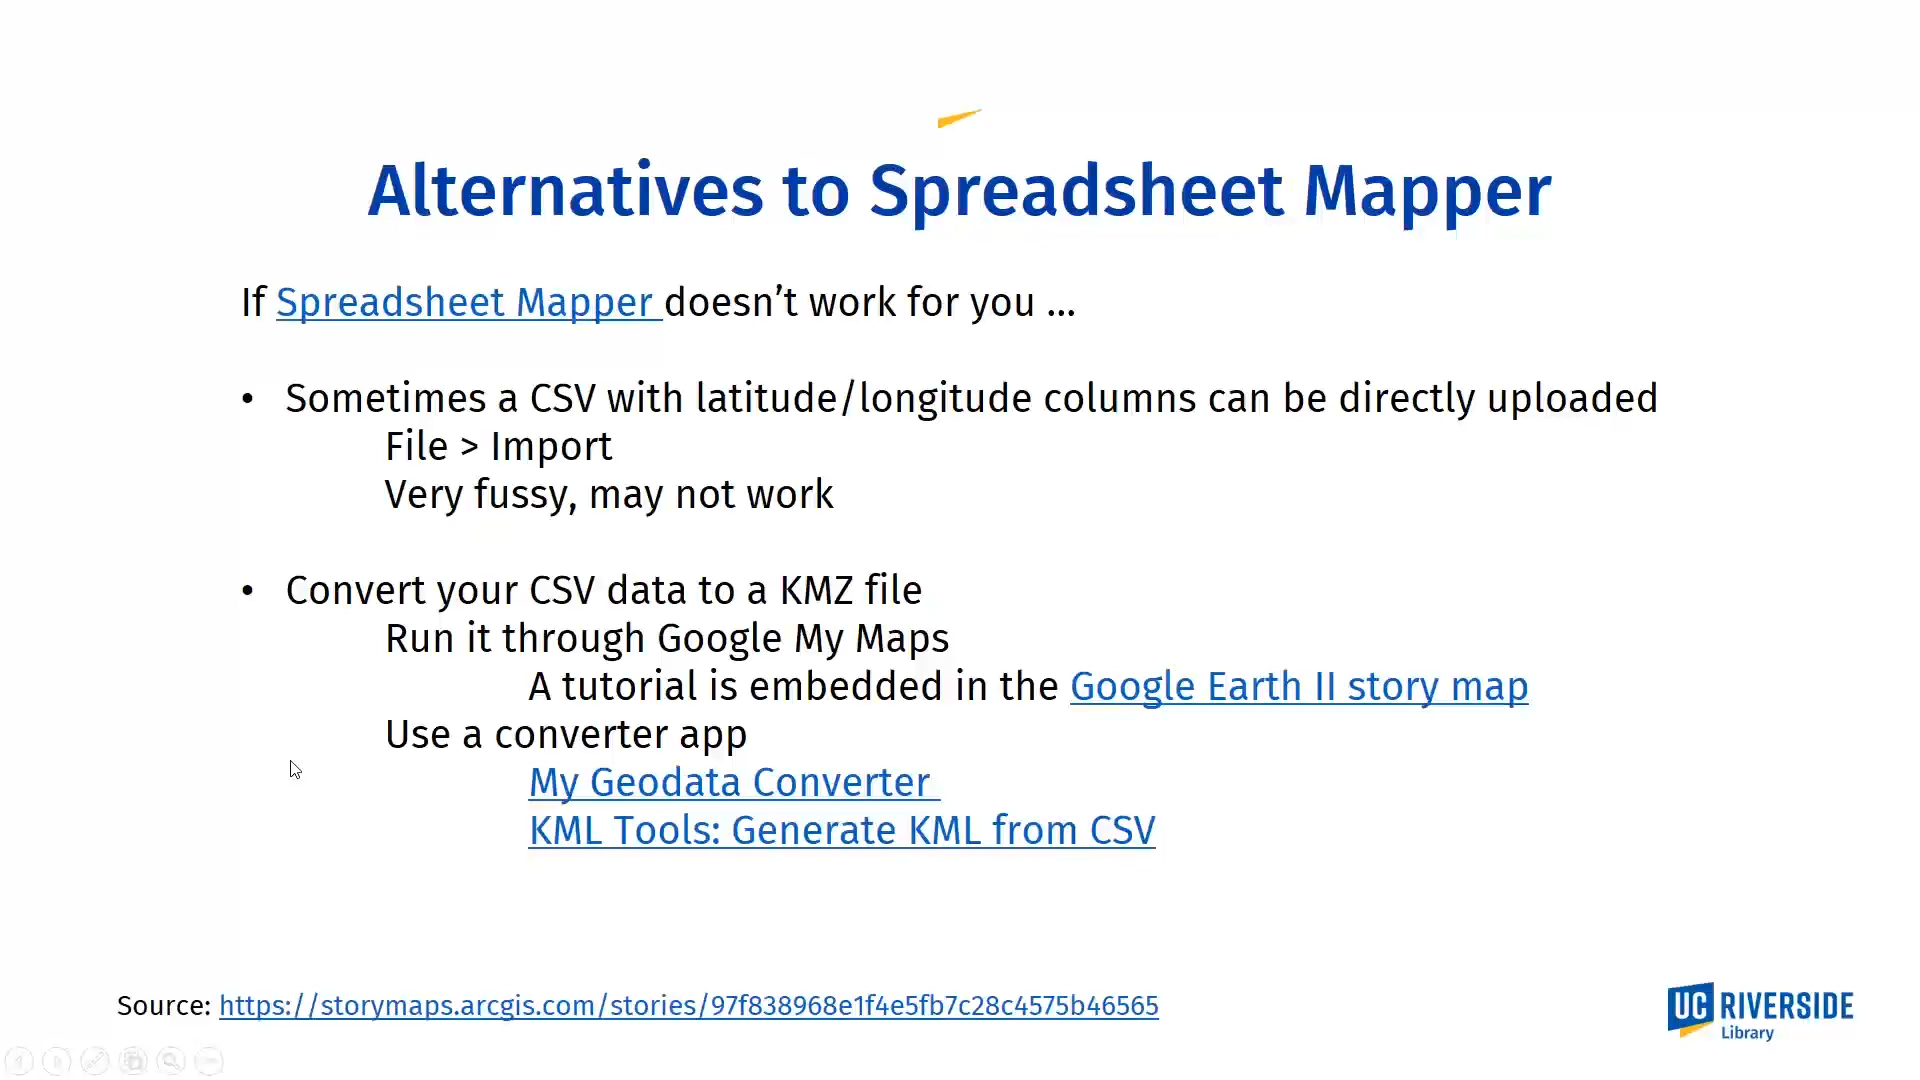 Alternatives to Spreadsheet Mapper
If Spreadsheet Mapper doesn’t work for you ...
• Sometimes a CSV with latitude/longitude columns can be directly uploaded
File > Import
Very fussy, may not work
• Convert your CSV data to a KMZ file
Run it through Google My Maps
A tutorial is embedded in the Google Earth II story map
Use a converter app
My Geodata Converter
KML Tools: Generate KML from CSV
Source: https://storymaps.arcgis.com/stories/97f838968e1f4e5fb7c28c4575b46565
UC RIVERSIDE
Library